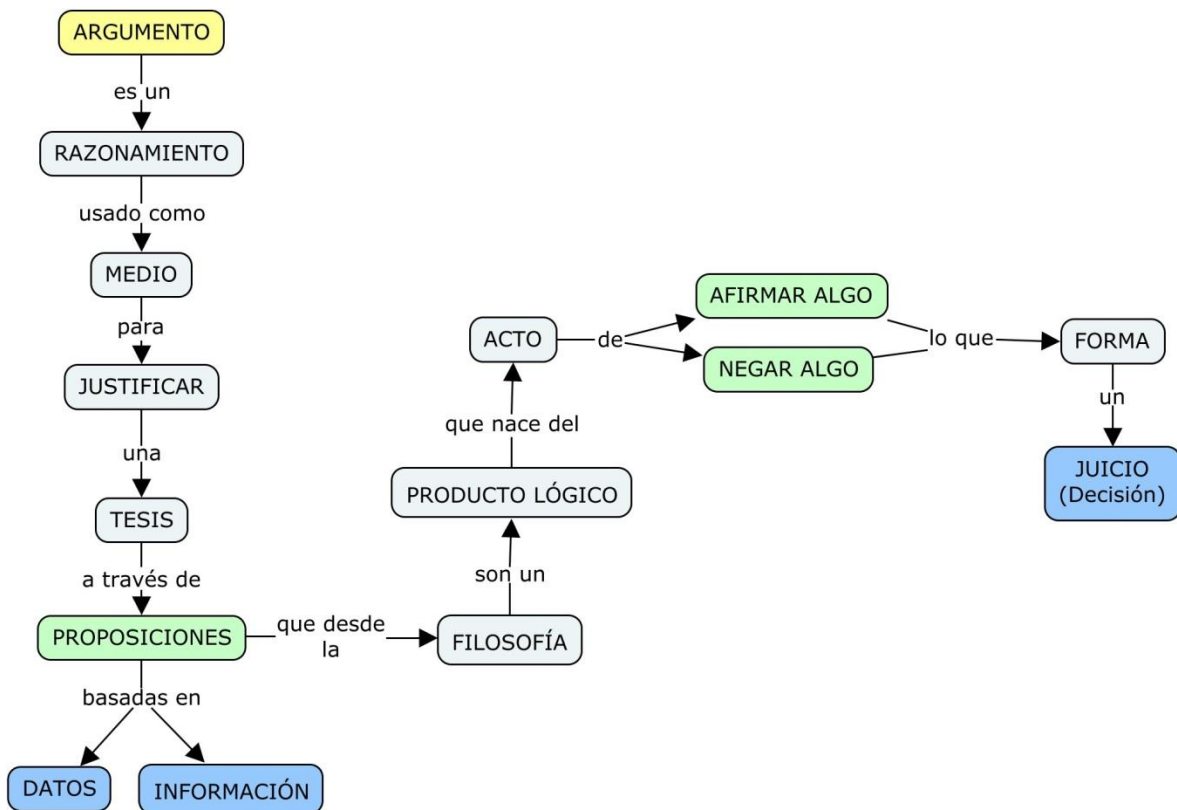 ARGUMENTO
es un
RAZONAMIENTO
usado como
MEDIO
para
JUSTIFICAR
una
TESIS
a través de
PROPOSICIONES
basadas en
DATOS
INFORMACIÓN
que desde
la
FILOSOFÍA
son un
PRODUCTO LÓGICO
que nace del
ACTO
de
AFIRMAR ALGO
NEGAR ALGO
lo que
FORMA
un
JUICIO
(Decisión)